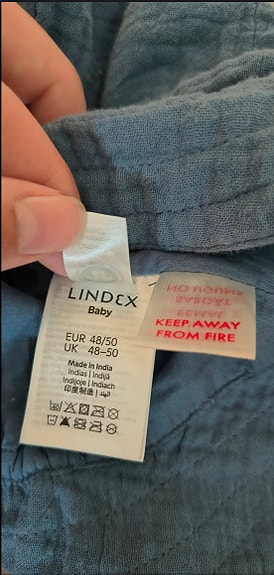 LINDEX
Baby
EUR 48/50
UK 48-50
Made in India
Indias | Indijā
Indijoje | Indiach
印度制造 | الهند
KEEP AWAY
FROM FIRE